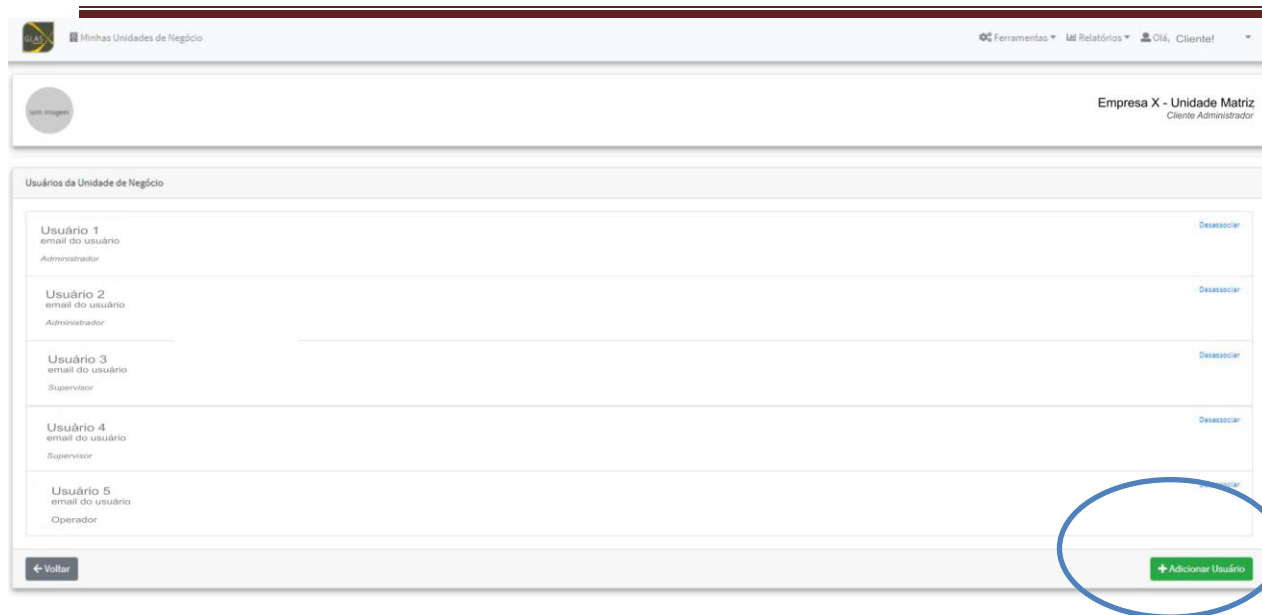 GLAS
Minhas Unidades de Negócio
Ferramentas
Relatórios
Olá, Cliente!
sem imagem
Empresa X - Unidade Matriz
Cliente Administrador
Usuários da Unidade de Negócio
Usuário 1
Desassociar
email do usuário
Administrador
Usuário 2
Desassociar
email do usuário
Administrador
Usuário 3
Desassociar
email do usuário
Supervisor
Usuário 4
Desassociar
email do usuário
Supervisor
Usuário 5
Desassociar
email do usuário
Operador
Voltar
Adicionar Usuário